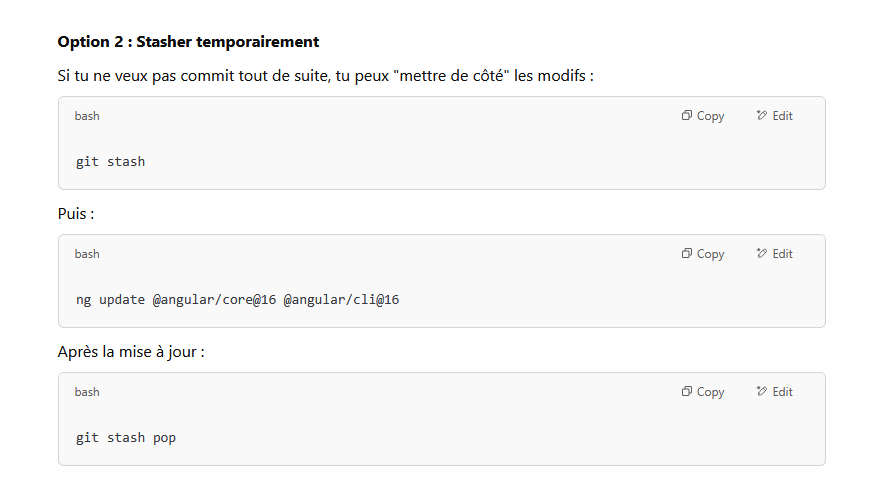 Option 2 : Stasher temporairement
Si tu ne veux pas commit tout de suite, tu peux "mettre de côté" les modifs :
bash Copy Edit
git stash
Puis :
bash Copy Edit
ng update @angular/core@16 @angular/cli@16
Après la mise à jour :
bash Copy Edit
git stash pop